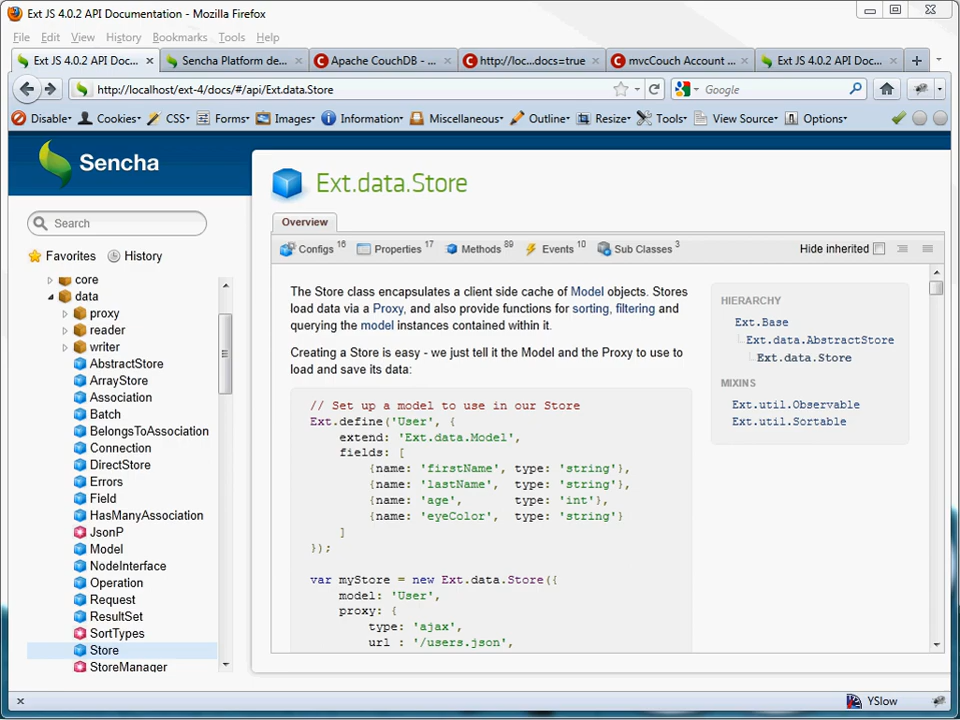 Ext JS 4.0.2 API Documentation - Mozilla Firefox
File Edit View History Bookmarks Tools Help
Ext JS 4.0.2 API Doc... × Sencha Platform de... × Apache CouchDB - ... × http://loc...docs=true × mvcCouch Account ... × Ext JS 4.0.2 API Doc... × +
http://localhost/ext-4/docs/#/api/Ext.data.Store Google
Disable Cookies CSS Forms Images Information Miscellaneous Outline Resize Tools View Source Options
Sencha
Search
Favorites History
core
data
proxy
reader
writer
AbstractStore
ArrayStore
Association
Batch
BelongsToAssociation
Connection
DirectStore
Errors
Field
HasManyAssociation
JsonP
Model
NodeInterface
Operation
Request
ResultSet
SortTypes
Store
StoreManager
Ext.data.Store
Overview
Configs 16 Properties 17 Methods 89 Events 10 Sub Classes 3 Hide inherited
The Store class encapsulates a client side cache of Model objects. Stores
load data via a Proxy, and also provide functions for sorting, filtering and
querying the model instances contained within it.
Creating a Store is easy - we just tell it the Model and the Proxy to use to
load and save its data:
// Set up a model to use in our Store
Ext.define('User', {
extend: 'Ext.data.Model',
fields: [
{name: 'firstName', type: 'string'},
{name: 'lastName', type: 'string'},
{name: 'age', type: 'int'},
{name: 'eyeColor', type: 'string'}
]
});
var myStore = new Ext.data.Store({
model: 'User',
proxy: {
type: 'ajax',
url : '/users.json',
HIERARCHY
Ext.Base
Ext.data.AbstractStore
Ext.data.Store
MIXINS
Ext.util.Observable
Ext.util.Sortable
× YSlow